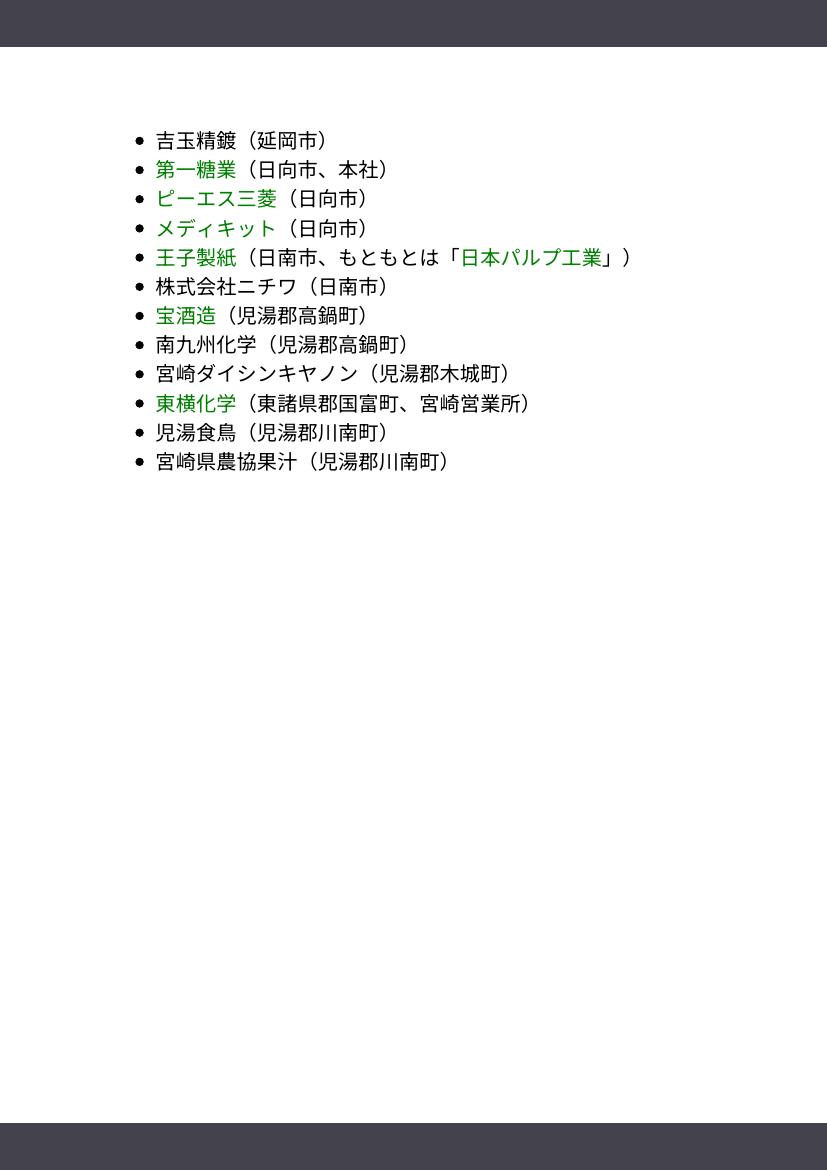 • 吉玉精鍍（延岡市）
• 第一糖業（日向市、本社）
• ピーエス三菱（日向市）
• メディキット（日向市）
• 王子製紙（日南市、もともとは「日本パルプ工業」）
• 株式会社ニチワ（日南市）
• 宝酒造（児湯郡高鍋町）
• 南九州化学（児湯郡高鍋町）
• 宮崎ダイシンキヤノン（児湯郡木城町）
• 東横化学（東諸県郡国富町、宮崎営業所）
• 児湯食鳥（児湯郡川南町）
• 宮崎県農協果汁（児湯郡川南町）